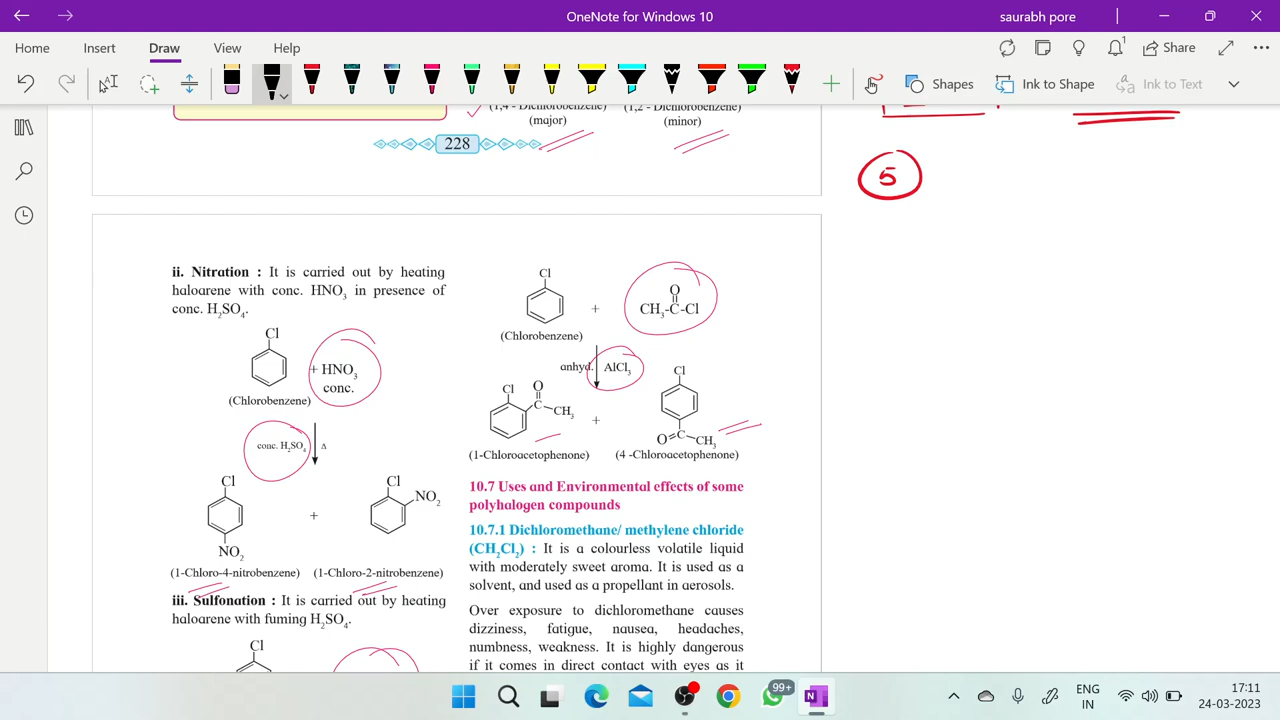 OneNote for Windows 10
saurabh pore
Home Insert Draw View Help
1
Share
Shapes
Ink to Shape
Ink to Text
(1,4 - Dichlorobenzene) (1,2 - Dichlorobenzene)
(major) (minor)
228
5
ii. Nitration : It is carried out by heating
haloarene with conc. HNO3 in presence of
conc. H2SO4.
Cl
+ HNO3
conc.
(Chlorobenzene)
conc. H2SO4 Δ
Cl Cl
NO2
+
NO2
(1-Chloro-4-nitrobenzene) (1-Chloro-2-nitrobenzene)
iii. Sulfonation : It is carried out by heating
haloarene with fuming H2SO4.
Cl
Cl
O
+ CH3-C-Cl
(Chlorobenzene)
anhyd. AlCl3
Cl O Cl
C CH3
+
O C CH3
(1-Chloroacetophenone) (4 -Chloroacetophenone)
10.7 Uses and Environmental effects of some
polyhalogen compounds
10.7.1 Dichloromethane/ methylene chloride
(CH2Cl2) : It is a colourless volatile liquid
with moderately sweet aroma. It is used as a
solvent, and used as a propellant in aerosols.
Over exposure to dichloromethane causes
dizziness, fatigue, nausea, headaches,
numbness, weakness. It is highly dangerous
if it comes in direct contact with eyes as it
99+
ENG
IN
17:11
24-03-2023